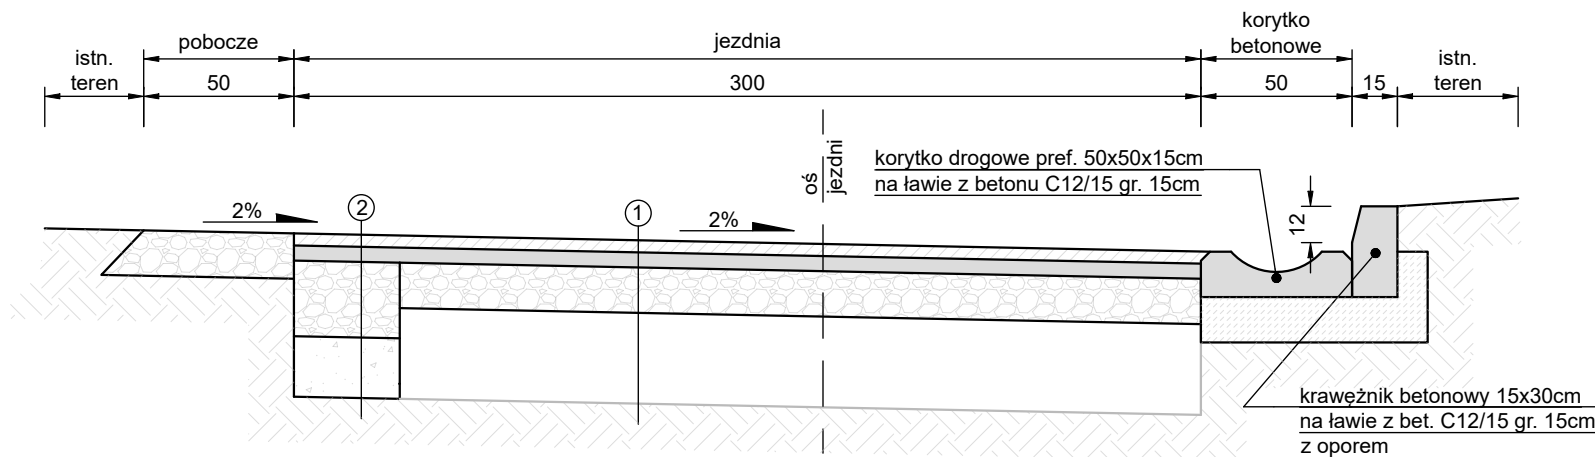 istn.
teren
pobocze
jezdnia
korytko
betonowe
istn.
teren
50
300
50
15
oś
jezdni
korytko drogowe pref. 50x50x15cm
na ławie z betonu C12/15 gr. 15cm
12
2%
2
1
2%
krawężnik betonowy 15x30cm
na ławie z bet. C12/15 gr. 15cm
z oporem